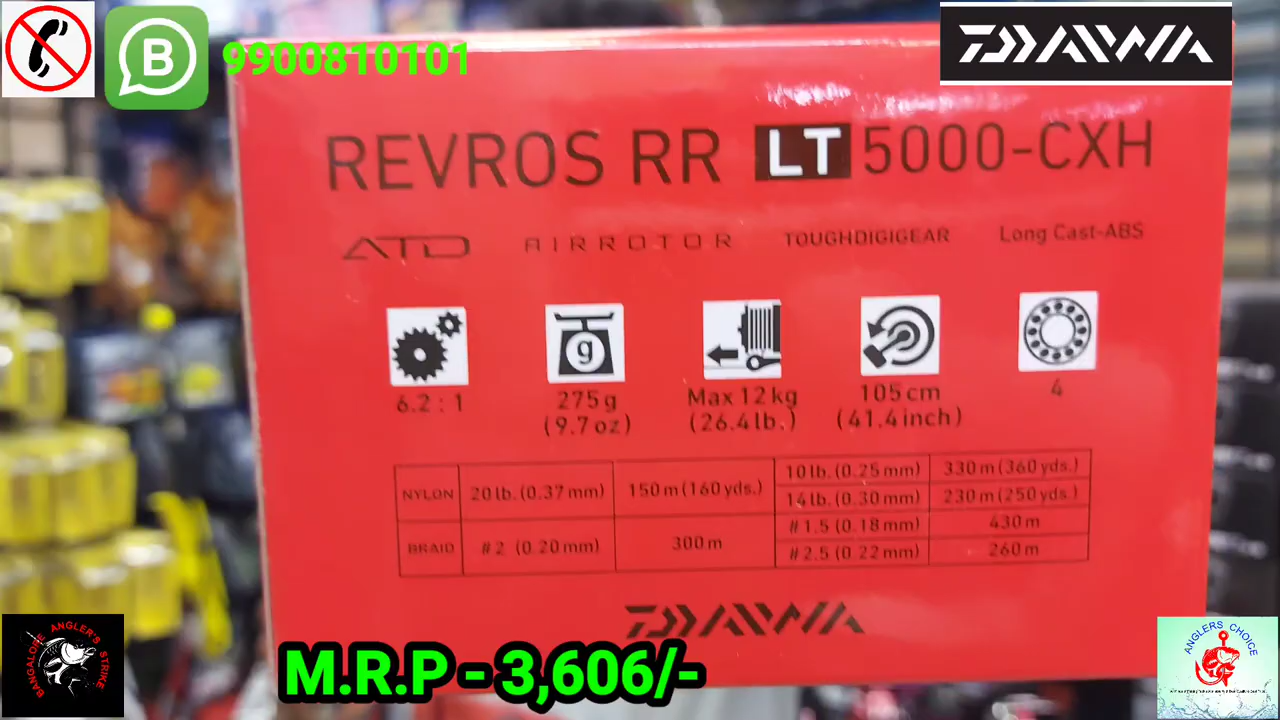 9900810101
DAIWA
REVROS RR LT 5000-CXH
ATD AIRROTOR TOUGHDIGIGEAR Long Cast-ABS
g
6.2 : 1
275g
(9.7oz)
Max 12kg
(26.4lb.)
105cm
(41.4inch)
4
NYLON 20lb. (0.37mm) 150m(160yds.)
10lb. (0.25mm) 330m(360yds.)
14lb. (0.30mm) 230m(250yds.)
BRAID #2 (0.20mm) 300m
#1.5 (0.18mm) 430m
#2.5 (0.22mm) 260m
DAIWA
M.R.P - 3,606/-
BANGALORE ANGLER'S STRIKE
ANGLERS CHOICE